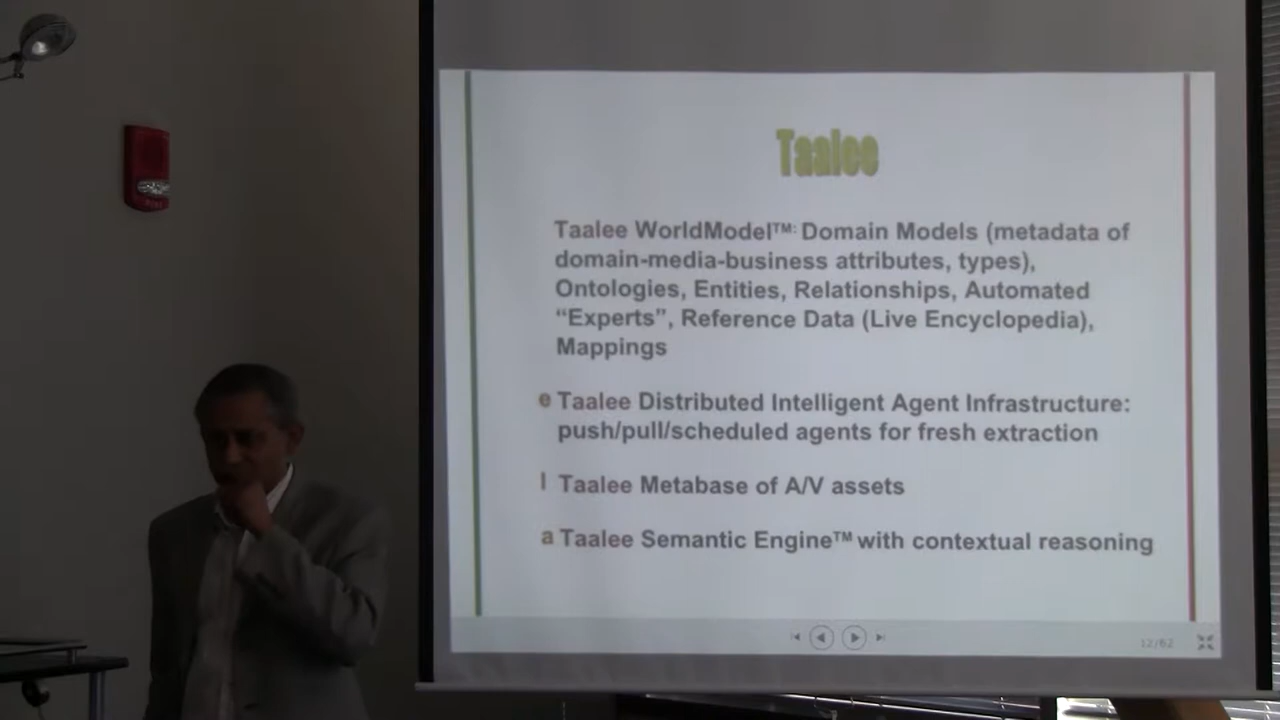 Taalee
Taalee WorldModel™: Domain Models (metadata of
domain-media-business attributes, types),
Ontologies, Entities, Relationships, Automated
“Experts”, Reference Data (Live Encyclopedia),
Mappings
e Taalee Distributed Intelligent Agent Infrastructure:
push/pull/scheduled agents for fresh extraction
l Taalee Metabase of A/V assets
a Taalee Semantic Engine™ with contextual reasoning
12/62